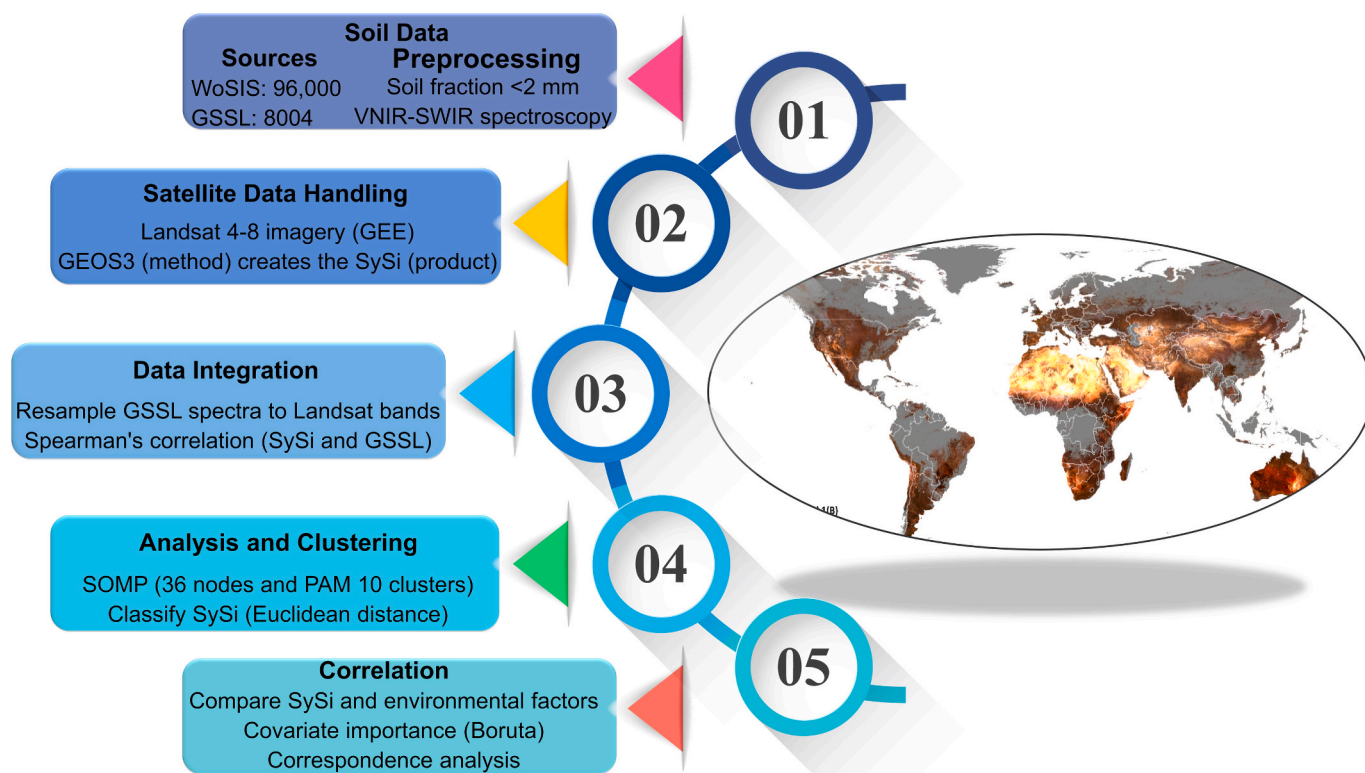 Soil Data
Sources Preprocessing
WoSIS: 96,000 Soil fraction <2 mm
GSSL: 8004 VNIR-SWIR spectroscopy
01
Satellite Data Handling
Landsat 4-8 imagery (GEE)
GEOS3 (method) creates the SySi (product)
02
Data Integration
Resample GSSL spectra to Landsat bands
Spearman's correlation (SySi and GSSL)
03
Analysis and Clustering
SOMP (36 nodes and PAM 10 clusters)
Classify SySi (Euclidean distance)
04
Correlation
Compare SySi and environmental factors
Covariate importance (Boruta)
Correspondence analysis
05